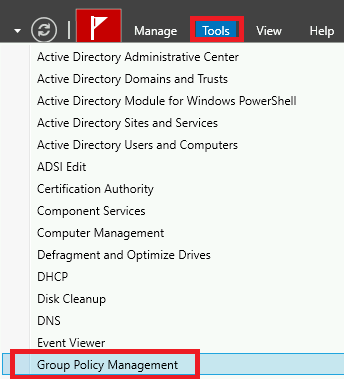 Manage Tools View Help
Active Directory Administrative Center
Active Directory Domains and Trusts
Active Directory Module for Windows PowerShell
Active Directory Sites and Services
Active Directory Users and Computers
ADSI Edit
Certification Authority
Component Services
Computer Management
Defragment and Optimize Drives
DHCP
Disk Cleanup
DNS
Event Viewer
Group Policy Management